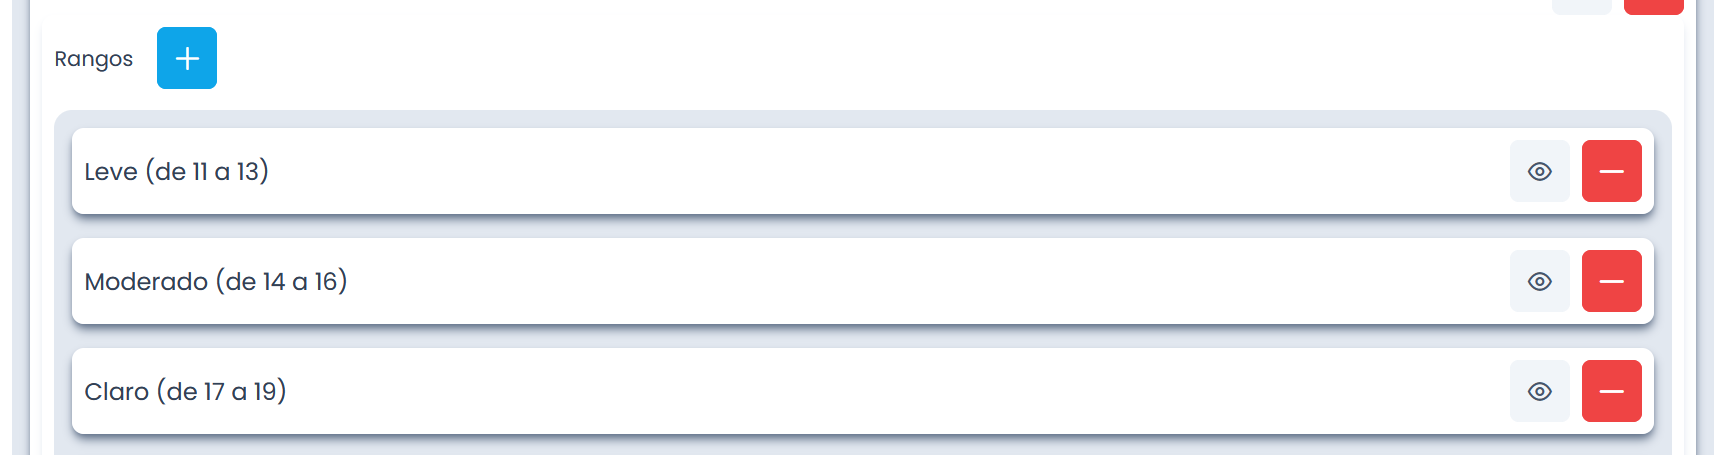 Rangos
Leve (de 11 a 13)
Moderado (de 14 a 16)
Claro (de 17 a 19)